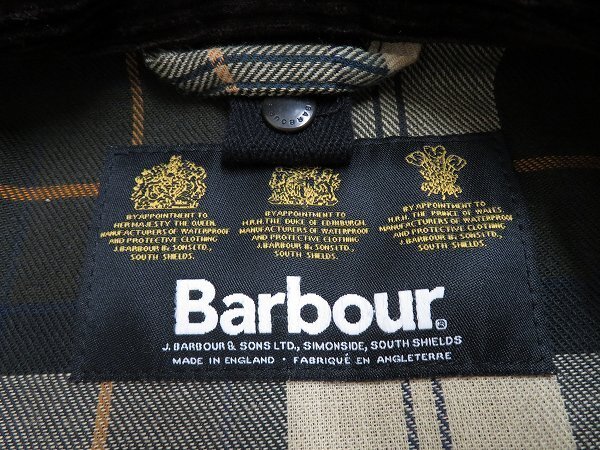 BARBOUR
BY APPOINTMENT TO
HER MAJESTY THE QUEEN
MANUFACTURERS OF WATERPROOF
AND PROTECTIVE CLOTHING
J. BARBOUR & SONS LTD,
SOUTH SHIELDS.
BY APPOINTMENT TO
H.R.H. THE DUKE OF EDINBURGH
MANUFACTURERS OF WATERPROOF
AND PROTECTIVE CLOTHING
J. BARBOUR & SONS LTD,
SOUTH SHIELDS.
BY APPOINTMENT TO
H.R.H. THE PRINCE OF WALES
MANUFACTURERS OF WATERPROOF
AND PROTECTIVE CLOTHING
J. BARBOUR & SONS LTD,
SOUTH SHIELDS.
Barbour®
J. BARBOUR & SONS LTD., SIMONSIDE, SOUTH SHIELDS
MADE IN ENGLAND • FABRIQUÉ EN ANGLETERRE